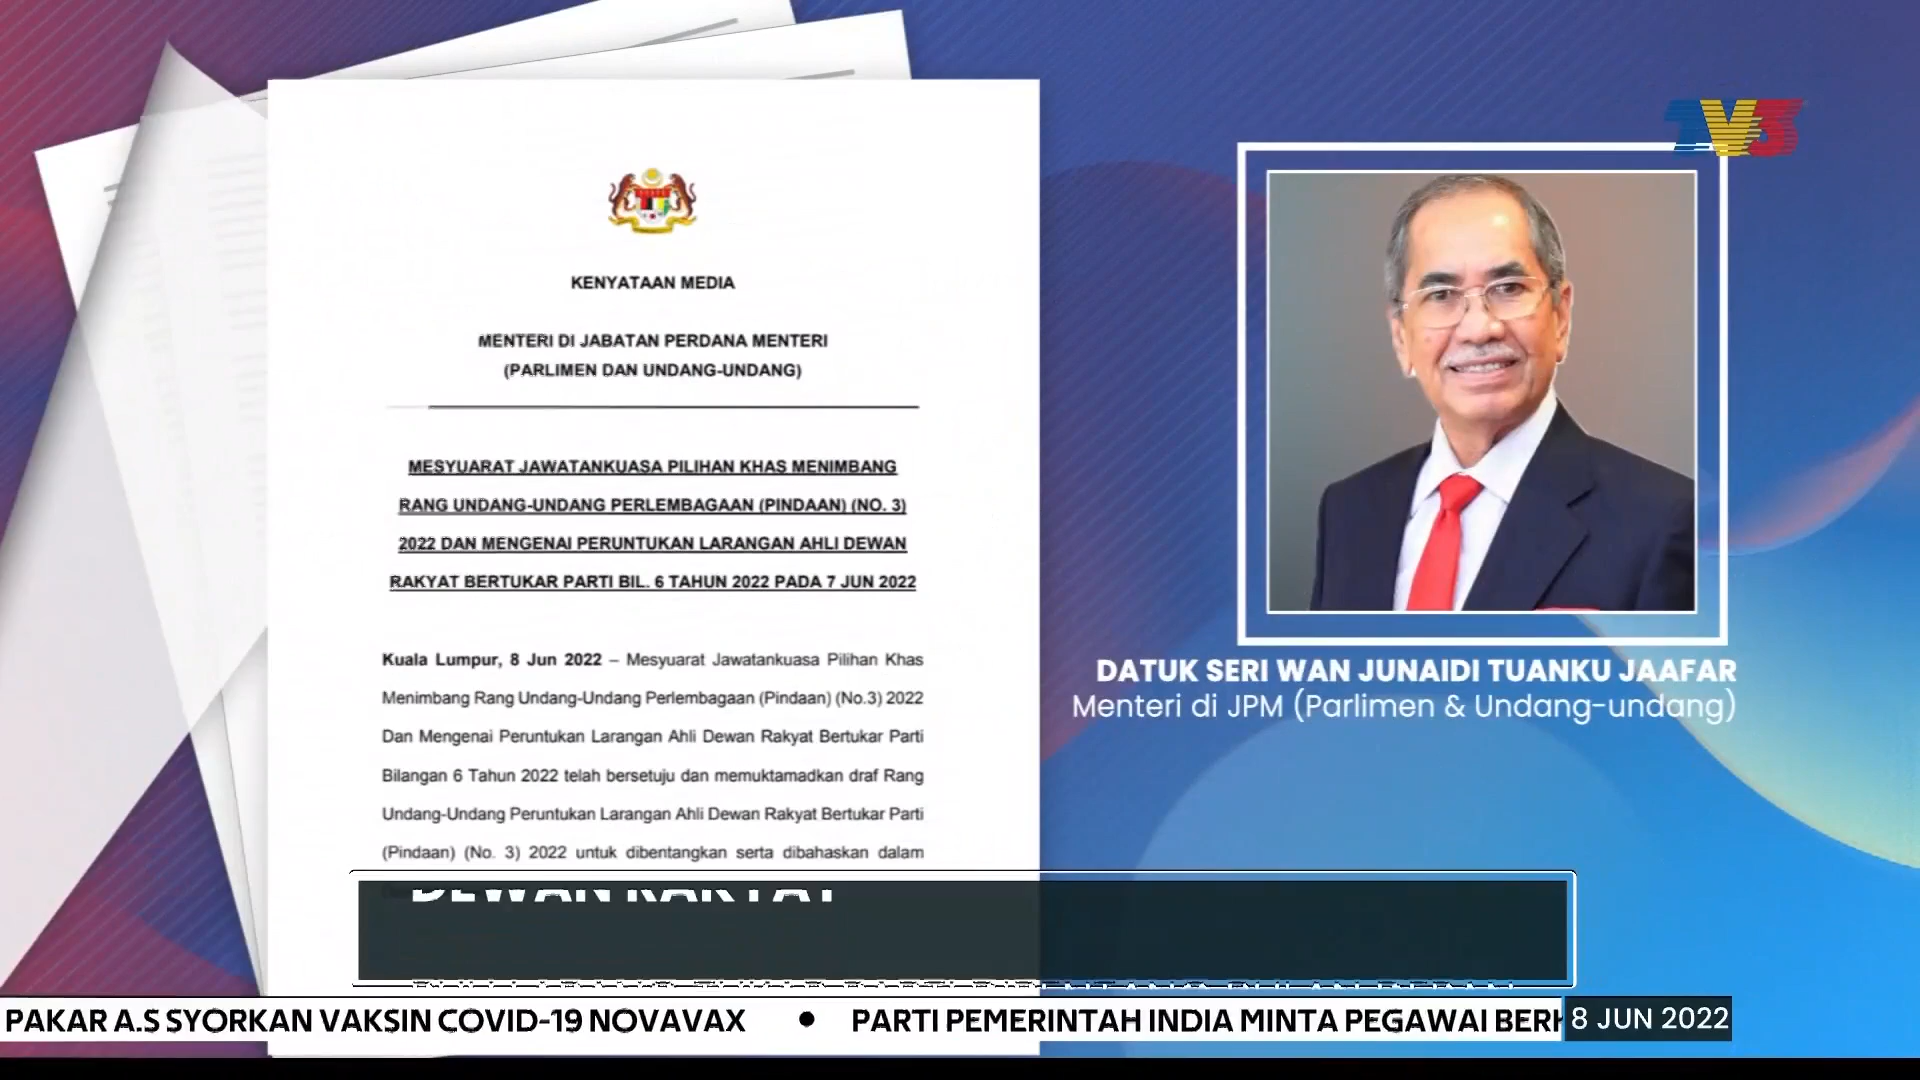 TV3
KENYATAAN MEDIA
MENTERI DI JABATAN PERDANA MENTERI
(PARLIMEN DAN UNDANG-UNDANG)
MESYUARAT JAWATANKUASA PILIHAN KHAS MENIMBANG
RANG UNDANG-UNDANG PERLEMBAGAAN (PINDAAN) (NO. 3)
2022 DAN MENGENAI PERUNTUKAN LARANGAN AHLI DEWAN
RAKYAT BERTUKAR PARTI BIL. 6 TAHUN 2022 PADA 7 JUN 2022
Kuala Lumpur, 8 Jun 2022 – Mesyuarat Jawatankuasa Pilihan Khas
Menimbang Rang Undang-Undang Perlembagaan (Pindaan) (No.3) 2022
Dan Mengenai Peruntukan Larangan Ahli Dewan Rakyat Bertukar Parti
Bilangan 6 Tahun 2022 telah bersetuju dan memuktamadkan draf Rang
Undang-Undang Peruntukan Larangan Ahli Dewan Rakyat Bertukar Parti
(Pindaan) (No. 3) 2022 untuk dibentangkan serta dibahaskan dalam
DATUK SERI WAN JUNAIDI TUANKU JAAFAR
Menteri di JPM (Parlimen & Undang-undang)
DEWAN RAKYAT
PAKAR A.S SYORKAN VAKSIN COVID-19 NOVAVAX • PARTI PEMERINTAH INDIA MINTA PEGAWAI
8 JUN 2022